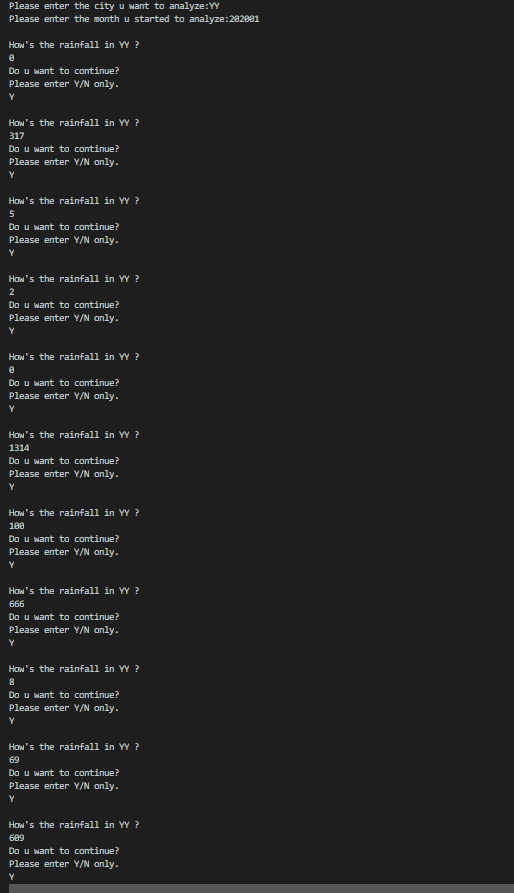 Please enter the city u want to analyze:YY
Please enter the month u started to analyze:202001
How's the rainfall in YY ?
0
Do u want to continue?
Please enter Y/N only.
Y
How's the rainfall in YY ?
317
Do u want to continue?
Please enter Y/N only.
Y
How's the rainfall in YY ?
5
Do u want to continue?
Please enter Y/N only.
Y
How's the rainfall in YY ?
2
Do u want to continue?
Please enter Y/N only.
Y
How's the rainfall in YY ?
0
Do u want to continue?
Please enter Y/N only.
Y
How's the rainfall in YY ?
1314
Do u want to continue?
Please enter Y/N only.
Y
How's the rainfall in YY ?
100
Do u want to continue?
Please enter Y/N only.
Y
How's the rainfall in YY ?
666
Do u want to continue?
Please enter Y/N only.
Y
How's the rainfall in YY ?
8
Do u want to continue?
Please enter Y/N only.
Y
How's the rainfall in YY ?
69
Do u want to continue?
Please enter Y/N only.
Y
How's the rainfall in YY ?
609
Do u want to continue?
Please enter Y/N only.
Y